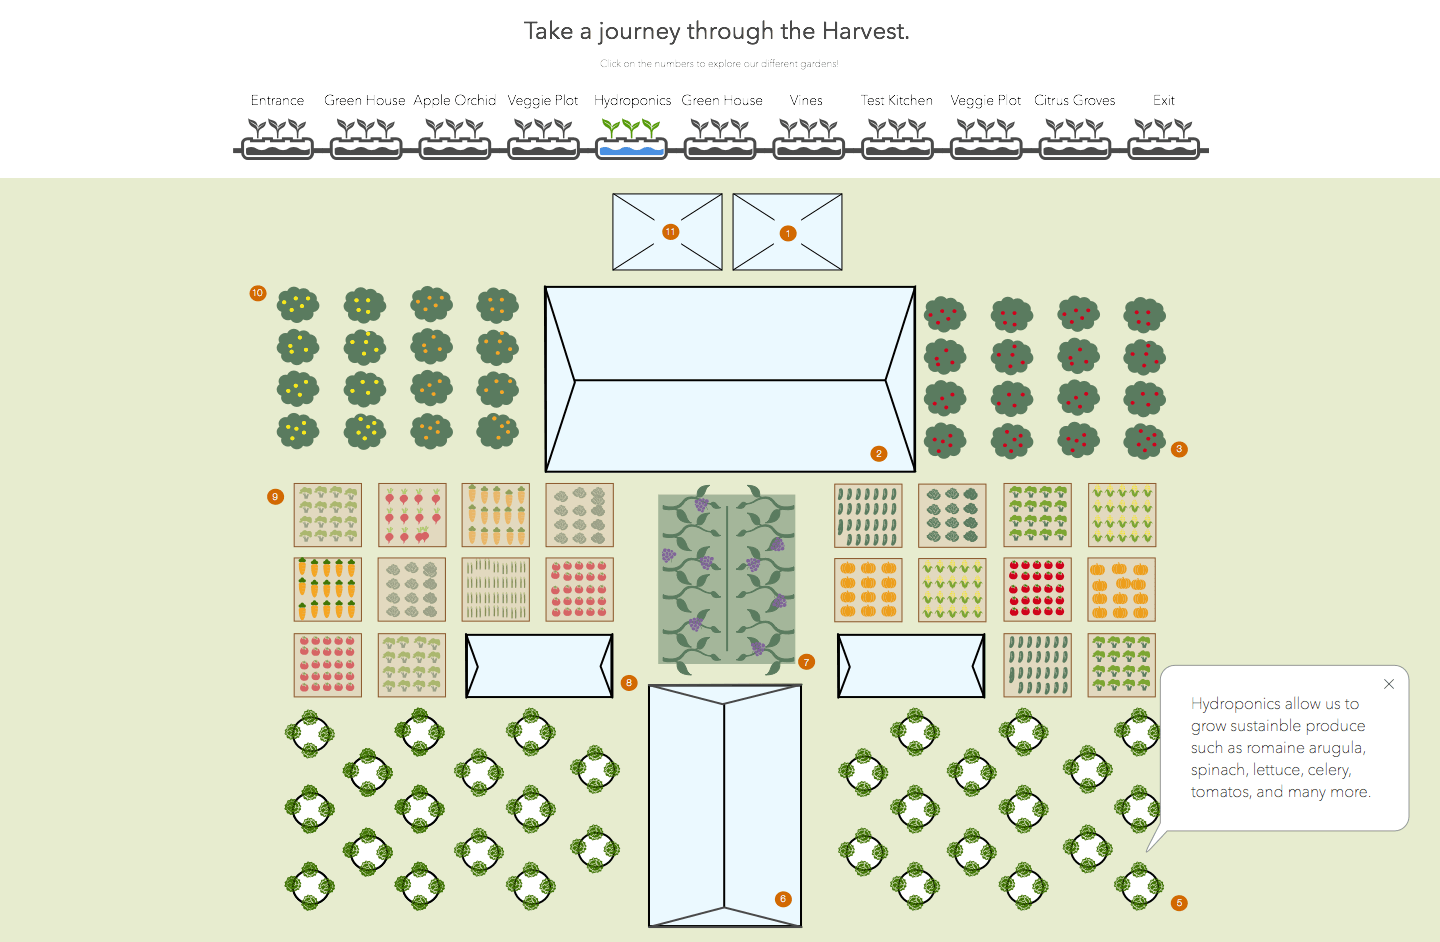 Take a journey through the Harvest.
Click on the numbers to explore our different gardens!
Entrance Green House Apple Orchid Veggie Plot Hydroponics Green House Vines Test Kitchen Veggie Plot Citrus Groves Exit
11 1
10
2
3
9
7
8
Hydroponics allow us to
grow sustainble produce
such as romaine arugula,
spinach, lettuce, celery,
tomatos, and many more.
6
5